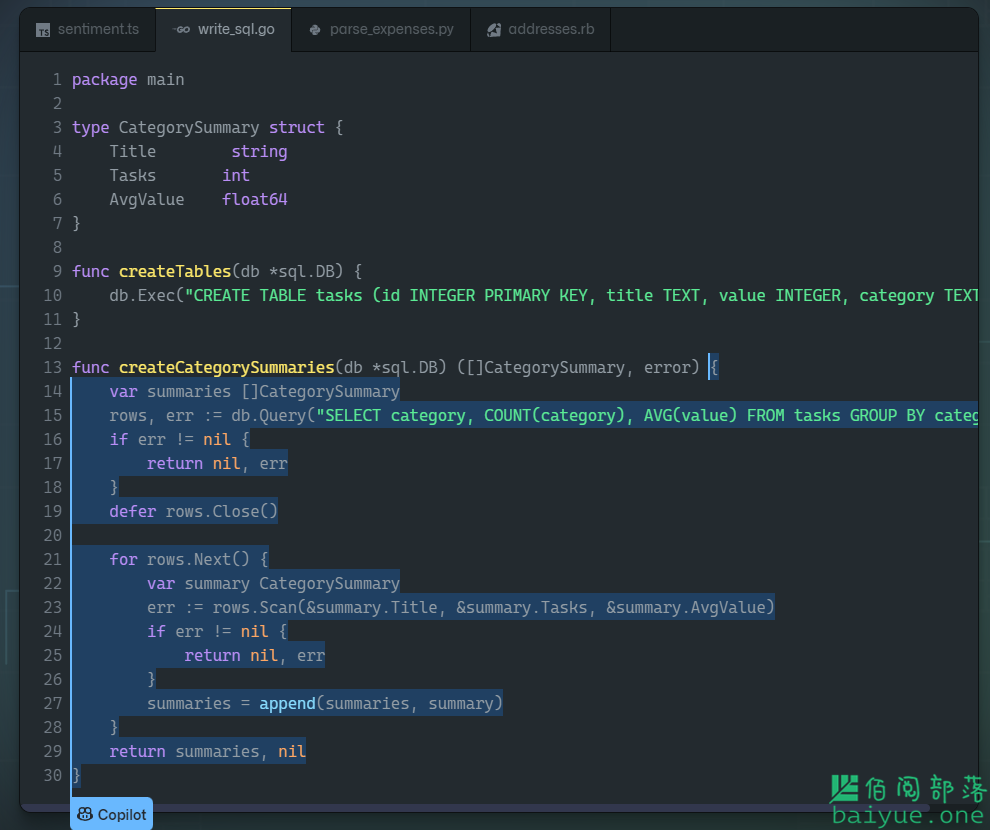 TS sentiment.ts
GO write_sql.go
parse_expenses.py
addresses.rb
1 package main
2
3 type CategorySummary struct {
4     Title        string
5     Tasks       int
6     AvgValue    float64
7 }
8
9 func createTables(db *sql.DB) {
10     db.Exec("CREATE TABLE tasks (id INTEGER PRIMARY KEY, title TEXT, value INTEGER, category TEXT
11 }
12
13 func createCategorySummaries(db *sql.DB) ([]CategorySummary, error) {
14     var summaries []CategorySummary
15     rows, err := db.Query("SELECT category, COUNT(category), AVG(value) FROM tasks GROUP BY categ
16     if err != nil {
17         return nil, err
18     }
19     defer rows.Close()
20
21     for rows.Next() {
22         var summary CategorySummary
23         err := rows.Scan(&summary.Title, &summary.Tasks, &summary.AvgValue)
24         if err != nil {
25             return nil, err
26         }
27         summaries = append(summaries, summary)
28     }
29     return summaries, nil
30 }
Copilot
佰阅部落
baiyue.one